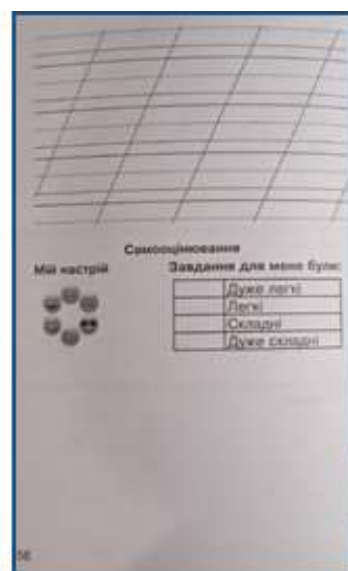 Самооцінювання
Мій настрій
Завдання для мене були:
Дуже легкі
Легкі
Складні
Дуже складні
56